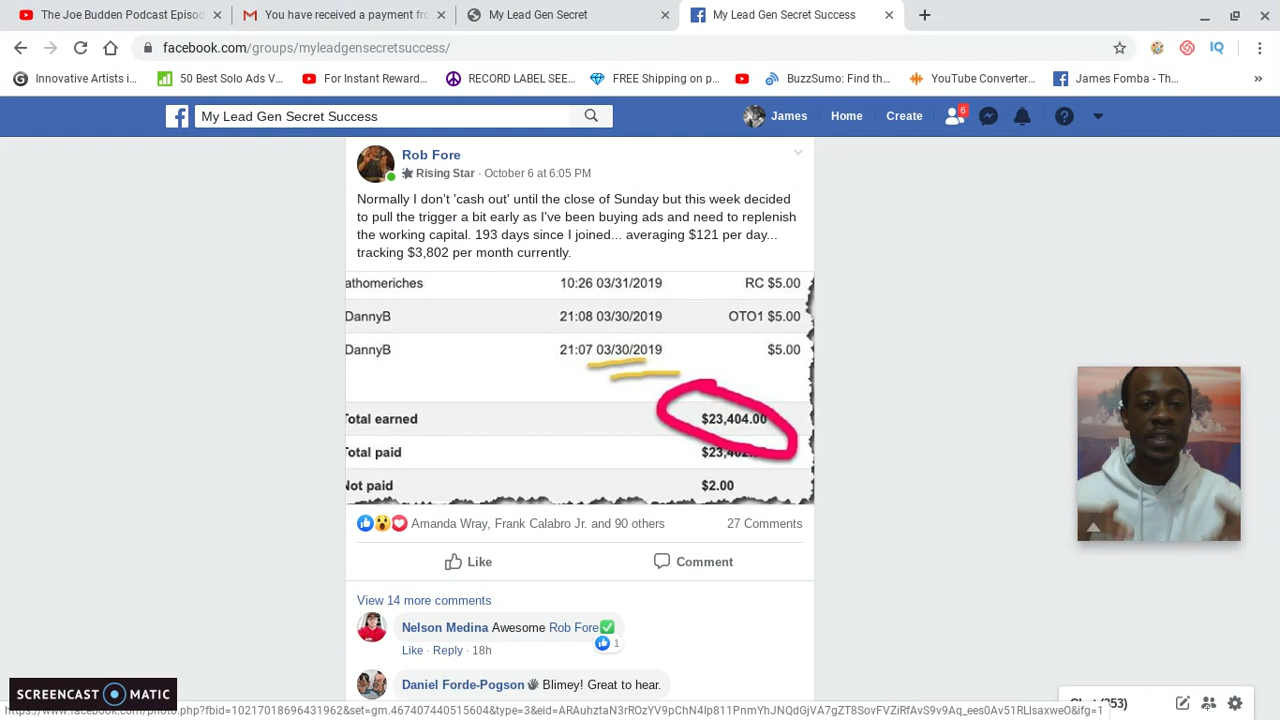 The Joe Budden Podcast Episod
You have received a payment fro
My Lead Gen Secret
My Lead Gen Secret Success
facebook.com/groups/myleadgensecretsuccess/
IQ
Innovative Artists i...
50 Best Solo Ads V...
For Instant Reward...
RECORD LABEL SEE...
FREE Shipping on p...
BuzzSumo: Find th...
YouTube Converter...
James Fomba - Th...
»
My Lead Gen Secret Success
James
Home
Create
6
Rob Fore
Rising Star · October 6 at 6:05 PM
Normally I don't 'cash out' until the close of Sunday but this week decided
to pull the trigger a bit early as I've been buying ads and need to replenish
the working capital. 193 days since I joined... averaging $121 per day...
tracking $3,802 per month currently.
athomeriches 10:26 03/31/2019 RC $5.00
DannyB 21:08 03/30/2019 OTO1 $5.00
DannyB 21:07 03/30/2019 $5.00
Total earned $23,404.00
Total paid
Not paid $2.00
Amanda Wray, Frank Calabro Jr. and 90 others
27 Comments
Like
Comment
View 14 more comments
Nelson Medina Awesome Rob Fore✅
1
Like · Reply · 18h
Daniel Forde-Pogson 👋 Blimey! Great to hear.
SCREENCAST MATIC